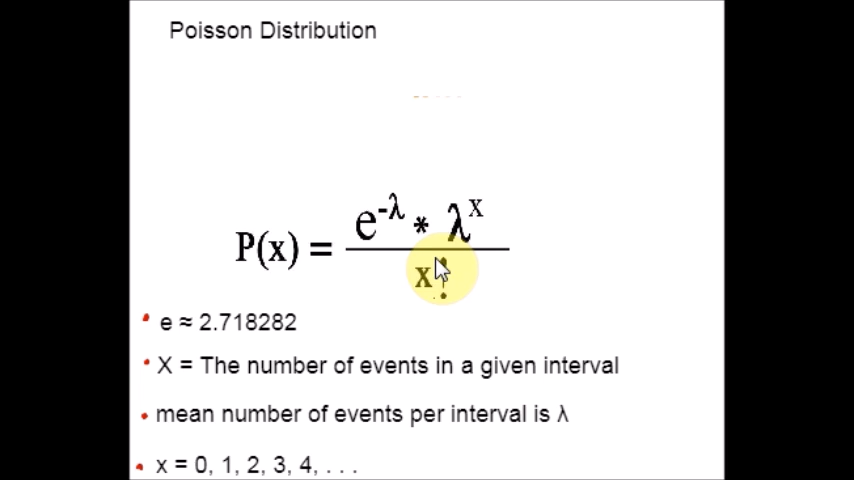 Poisson Distribution
P(x) = e^-λ * λ^x / x!
e ≈ 2.718282
X = The number of events in a given interval
mean number of events per interval is λ
x = 0, 1, 2, 3, 4, . . .